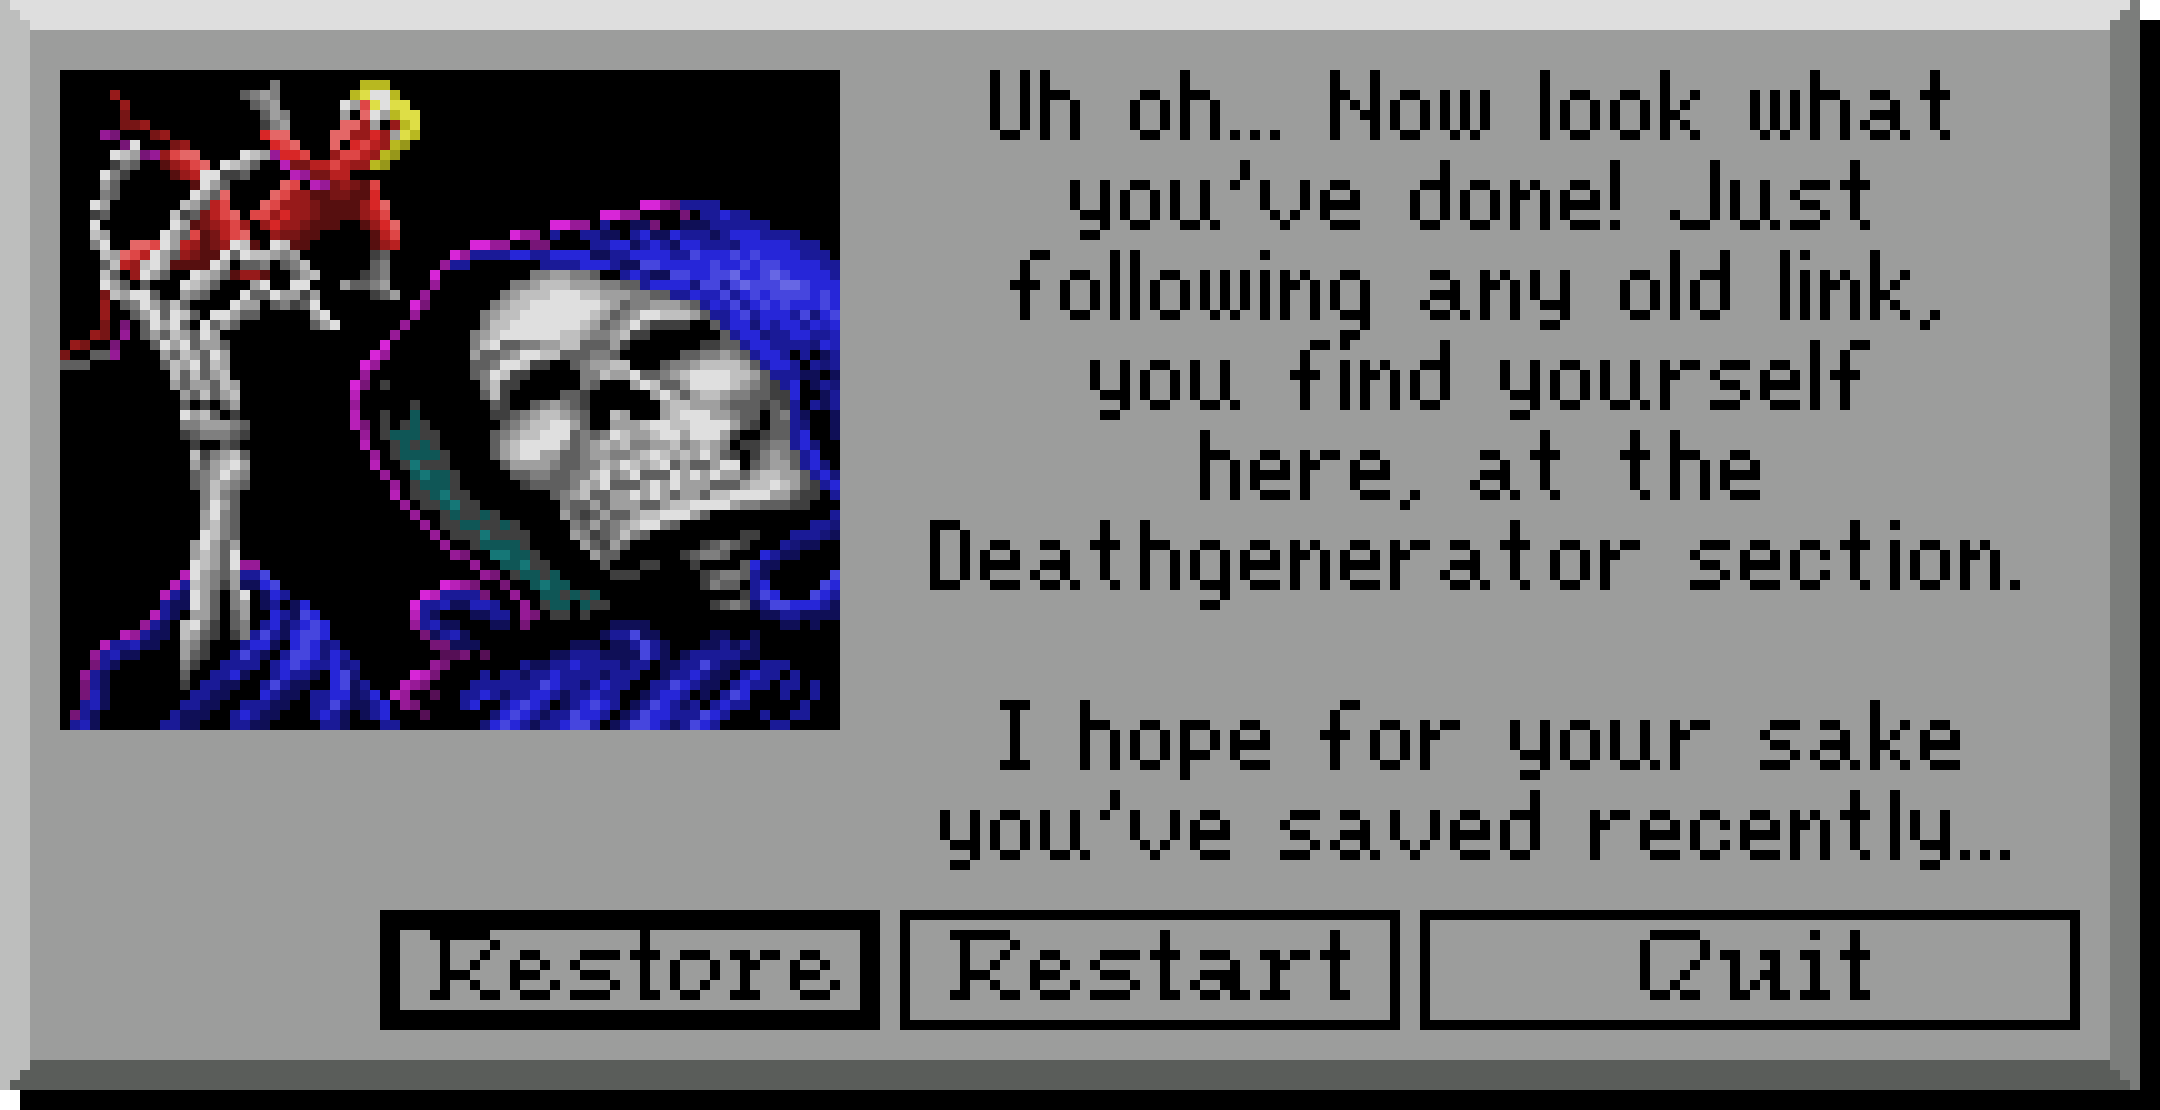 Uh oh... Now look what
you've done! Just
following any old link,
you find yourself
here, at the
Deathgenerator section.
I hope for your sake
you've saved recently...
Restore
Restart
Quit